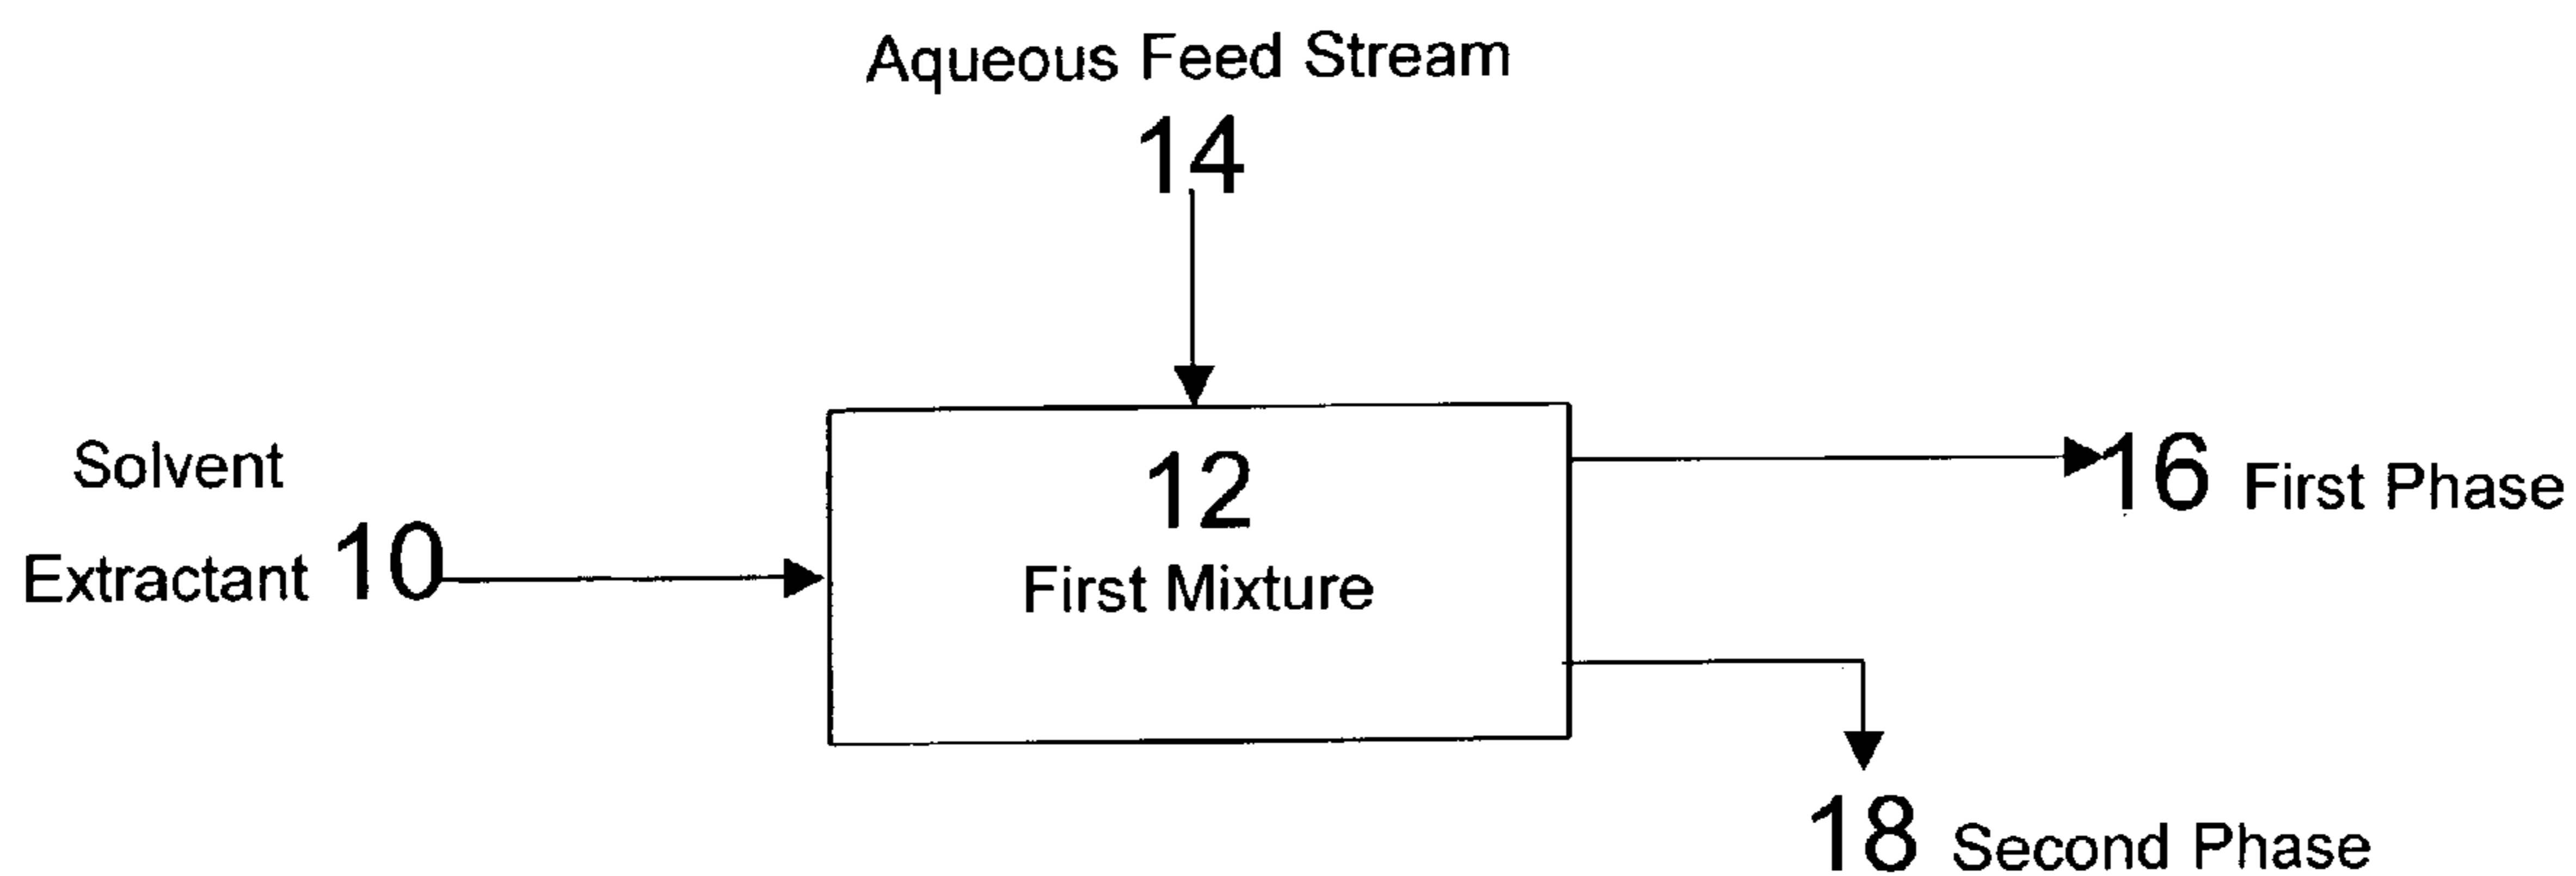 Aqueous Feed Stream
14
Solvent
Extractant 10
12
First Mixture
16 First Phase
18 Second Phase